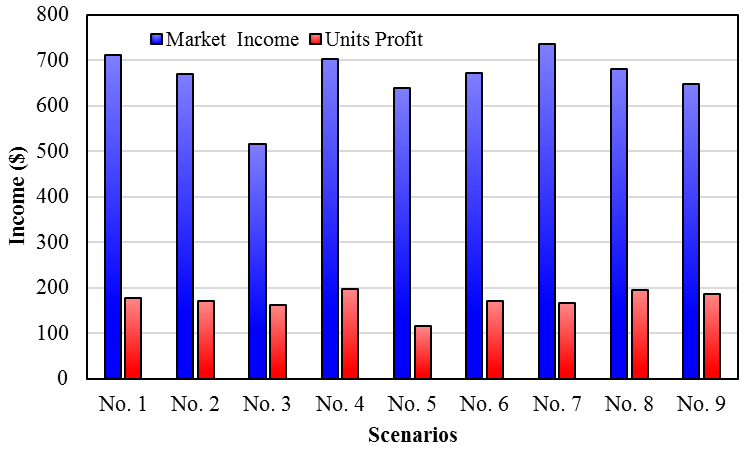 800
700
600
500
400
300
200
100
0
Income ($)
Market Income
Units Profit
No. 1 No. 2 No. 3 No. 4 No. 5 No. 6 No. 7 No. 8 No. 9
Scenarios